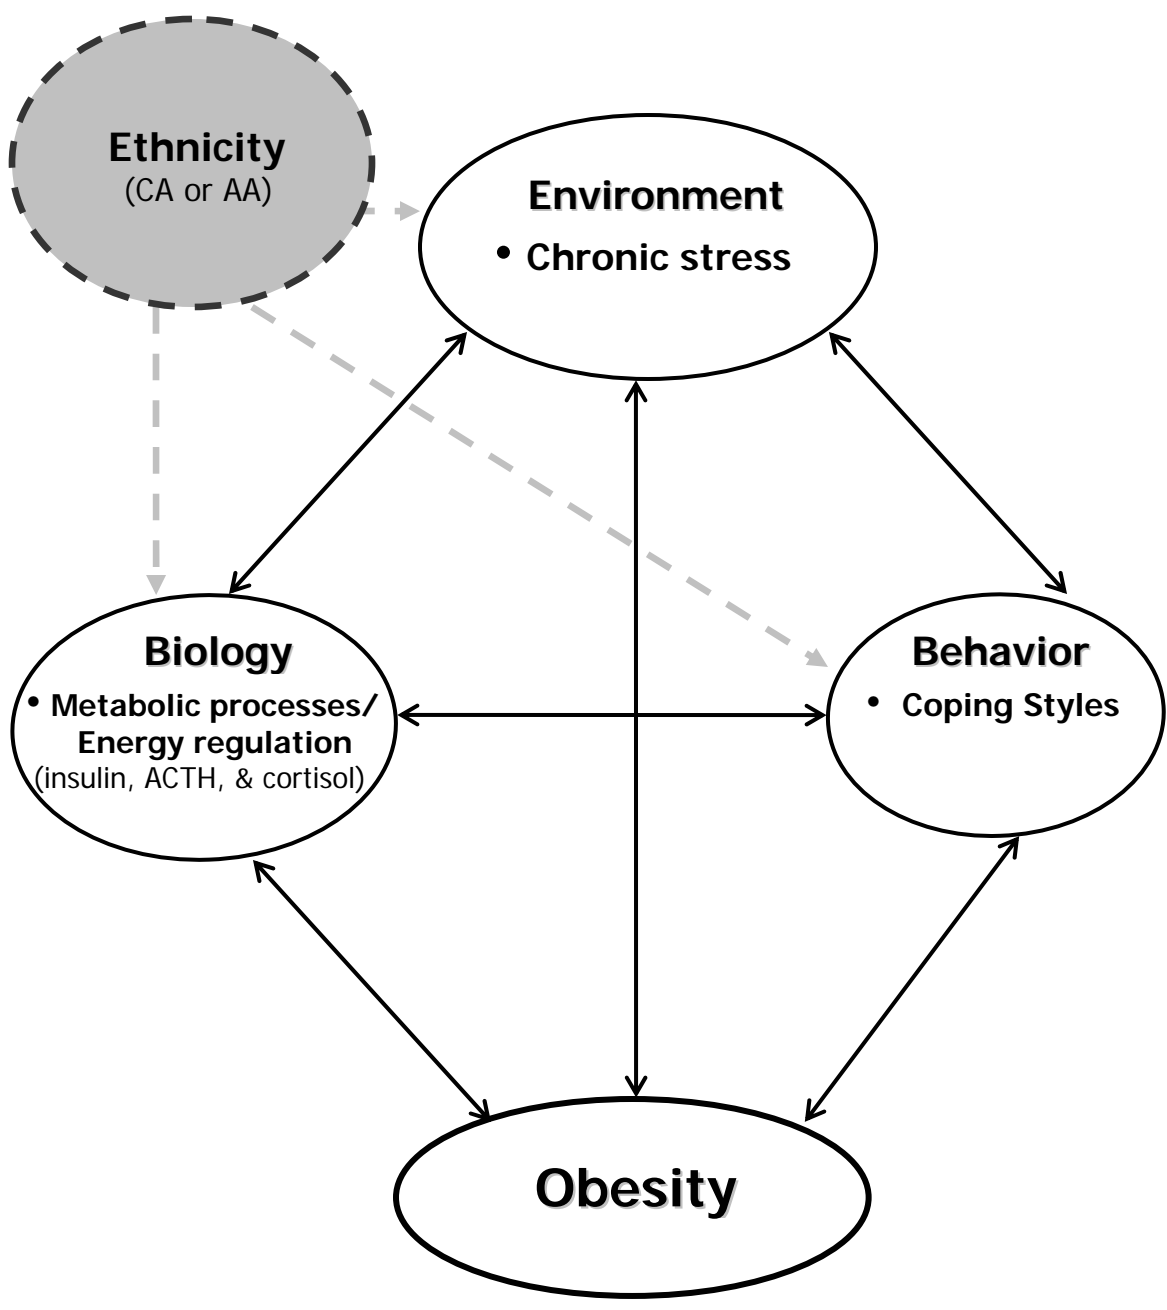 Ethnicity
(CA or AA)
Environment
• Chronic stress
Biology
• Metabolic processes/
Energy regulation
(insulin, ACTH, & cortisol)
Behavior
• Coping Styles
Obesity